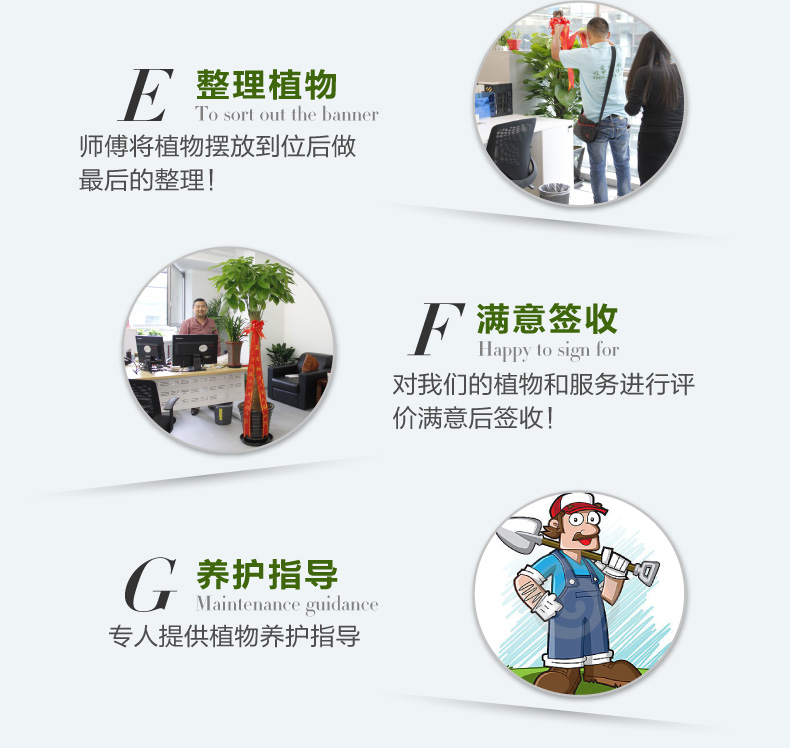 E 整理植物
To sort out the banner
师傅将植物摆放到位后做
最后的整理！
F 满意签收
Happy to sign for
对我们的植物和服务进行评
价满意后签收！
G 养护指导
Maintenance guidance
专人提供植物养护指导